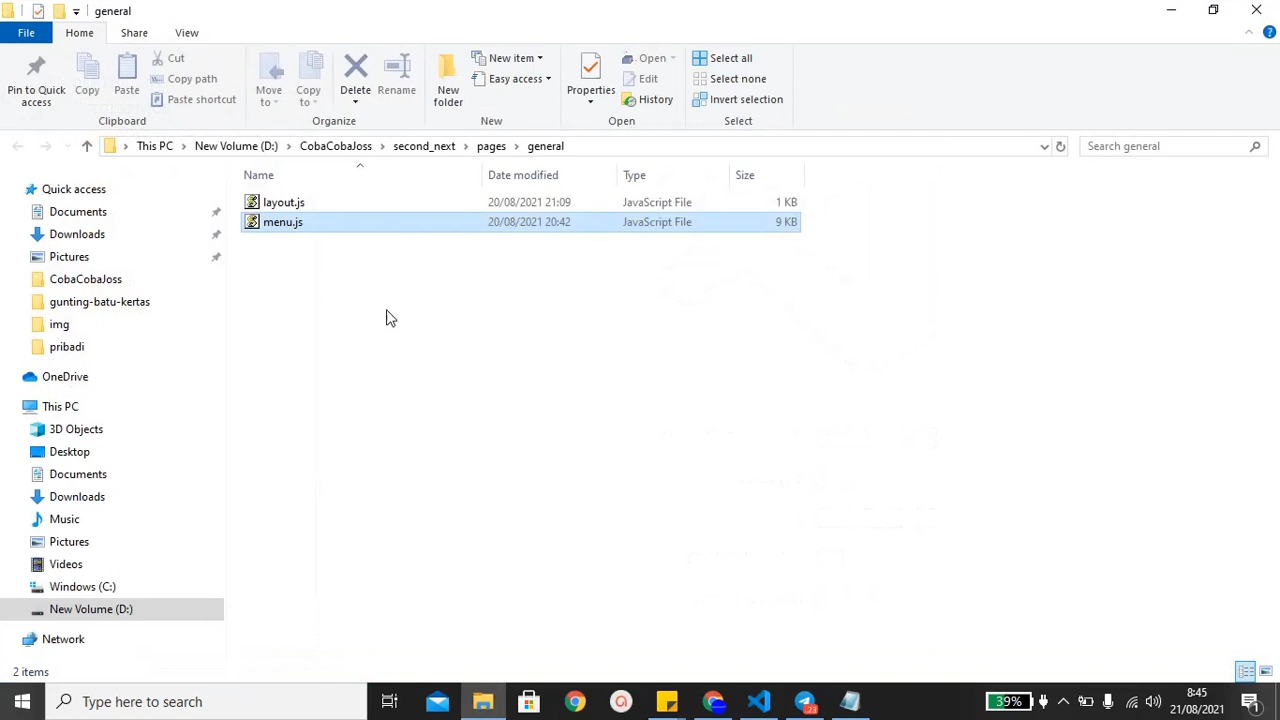 general
File Home Share View
Pin to Quick access
Copy
Paste
Cut
Copy path
Paste shortcut
Clipboard
Move to
Copy to
Delete
Rename
Organize
New folder
New item
Easy access
New
Properties
Open
Edit
History
Open
Select all
Select none
Invert selection
Select
This PC > New Volume (D:) > CobaCobaJoss > second_next > pages > general
Search general
Name Date modified Type Size
layout.js 20/08/2021 21:09 JavaScript File 1 KB
menu.js 20/08/2021 20:42 JavaScript File 9 KB
Quick access
Documents
Downloads
Pictures
CobaCobaJoss
gunting-batu-kertas
img
pribadi
OneDrive
This PC
3D Objects
Desktop
Documents
Downloads
Music
Pictures
Videos
Windows (C:)
New Volume (D:)
Network
2 items
Type here to search
23
39%
8:45
21/08/2021
1